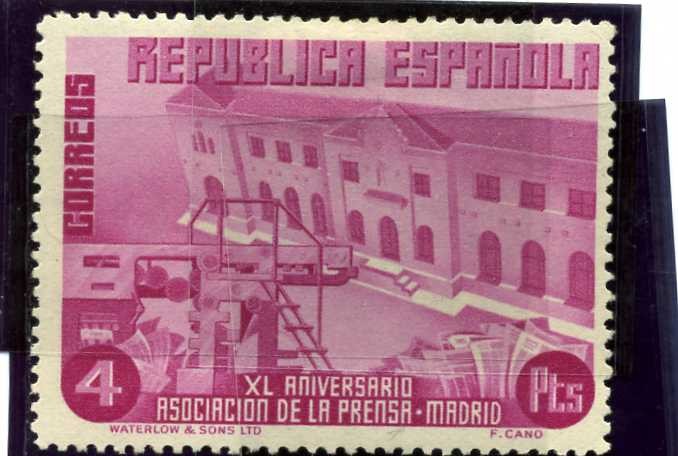 REPUBLICA ESPAÑOLA
CORREOS
4 Pts
XL ANIVERSARIO
ASOCIACION DE LA PRENSA · MADRID
WATERLOW & SONS LTD
F. CANO